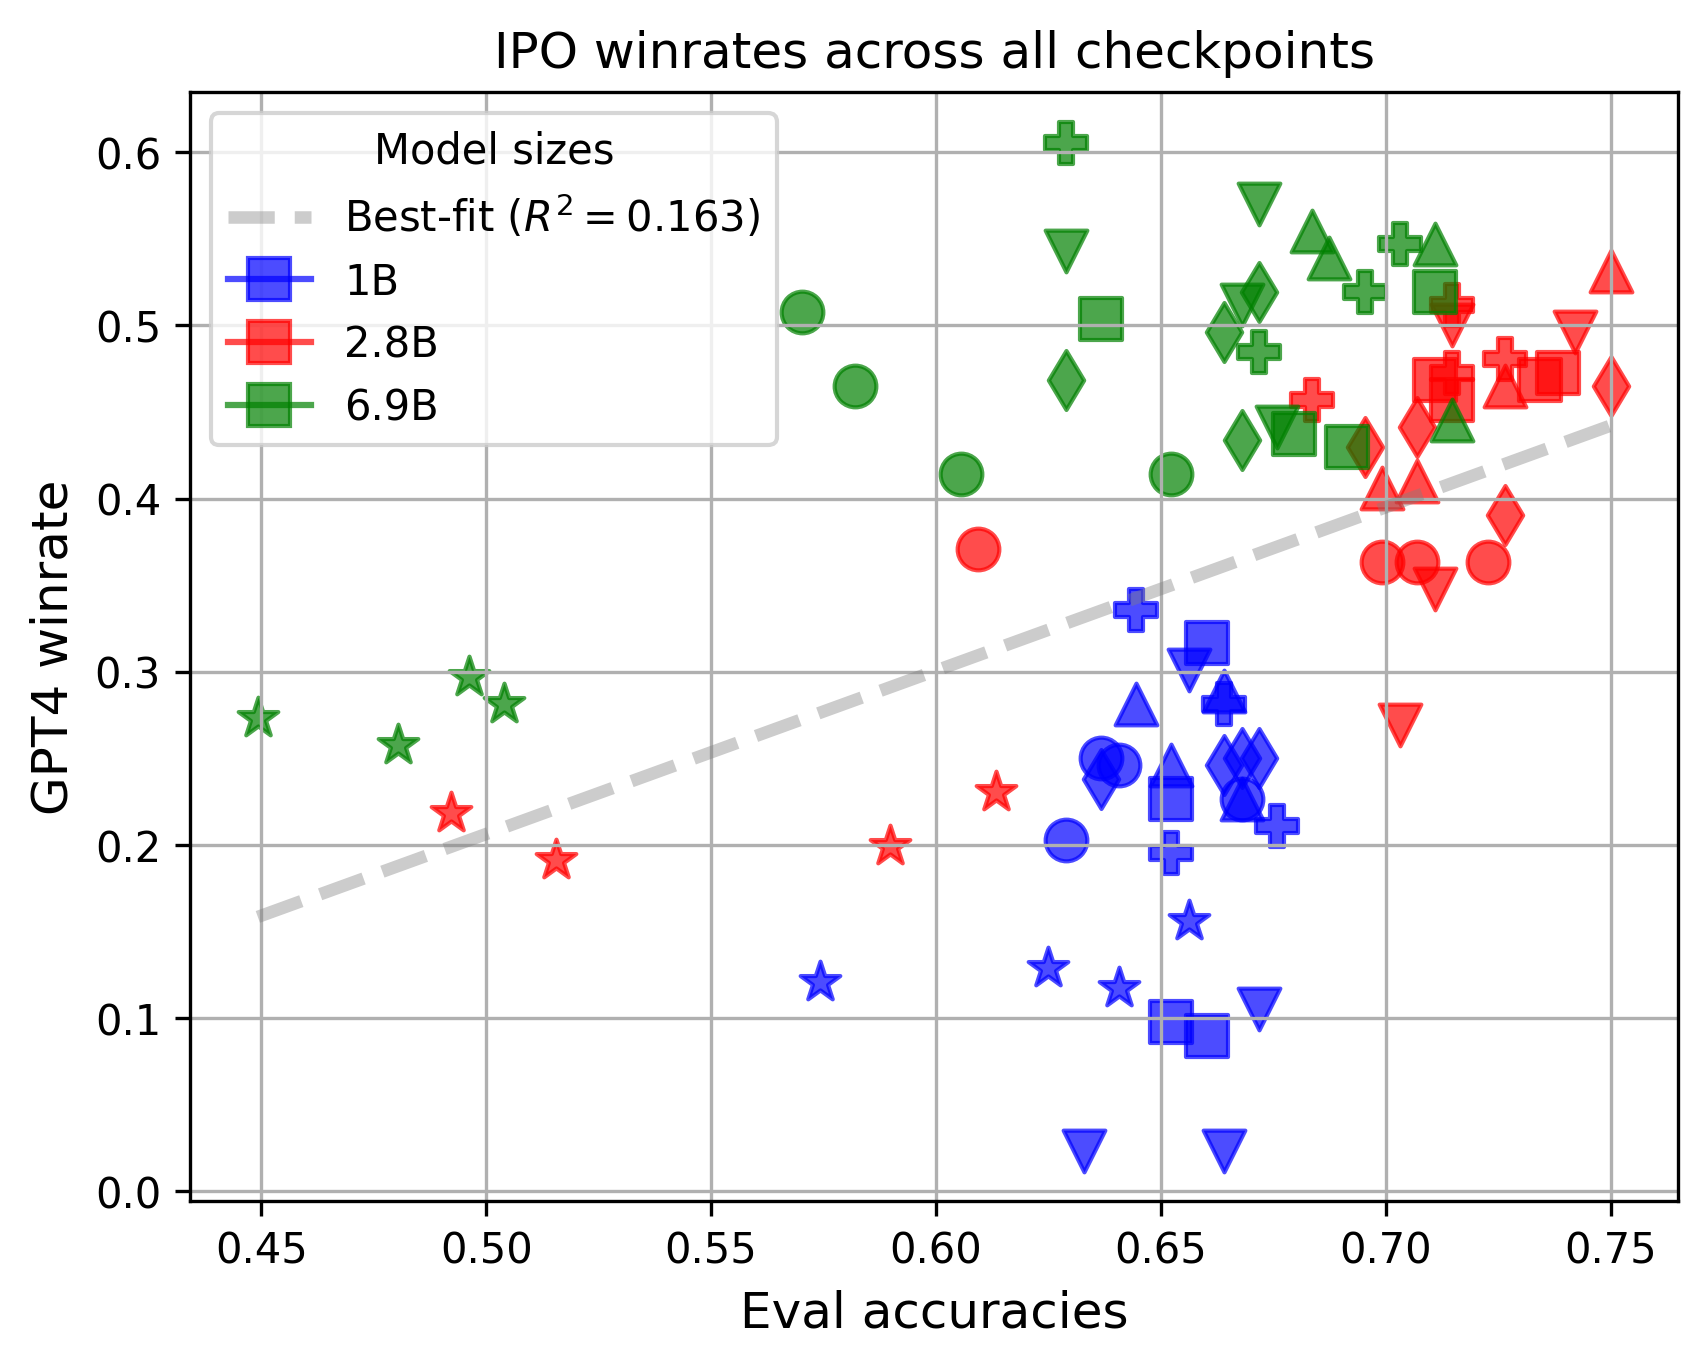 IPO winrates across all checkpoints
Model sizes
Best-fit (R² = 0.163)
1B
2.8B
6.9B
GPT4 winrate
0.6
0.5
0.4
0.3
0.2
0.1
0.0
0.45 0.50 0.55 0.60 0.65 0.70 0.75
Eval accuracies